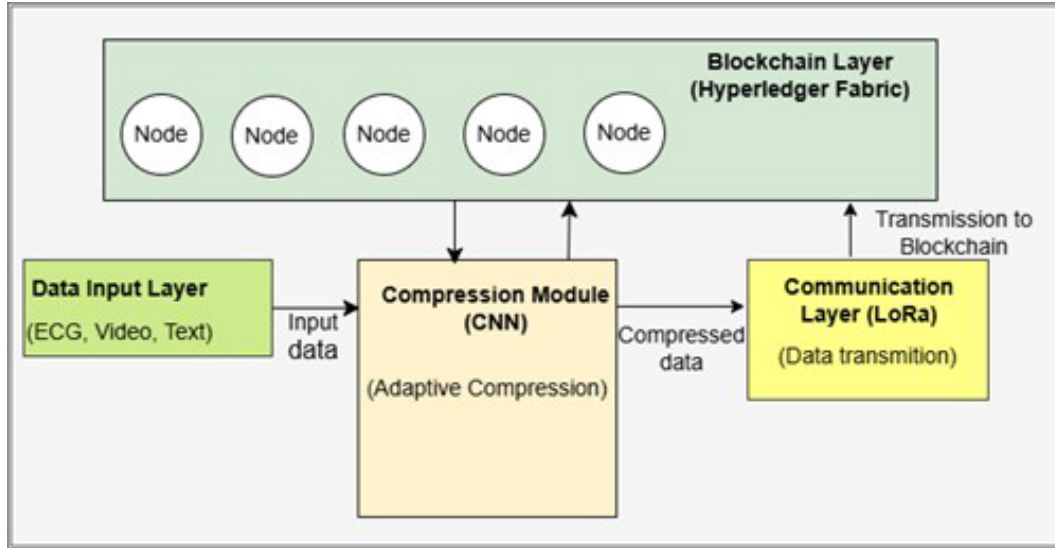 Blockchain Layer
(Hyperledger Fabric)
Node
Node
Node
Node
Node
Transmission to
Blockchain
Data Input Layer
(ECG, Video, Text)
Input
data
Compression Module
(CNN)
(Adaptive Compression)
Compressed
data
Communication
Layer (LoRa)
(Data transmition)